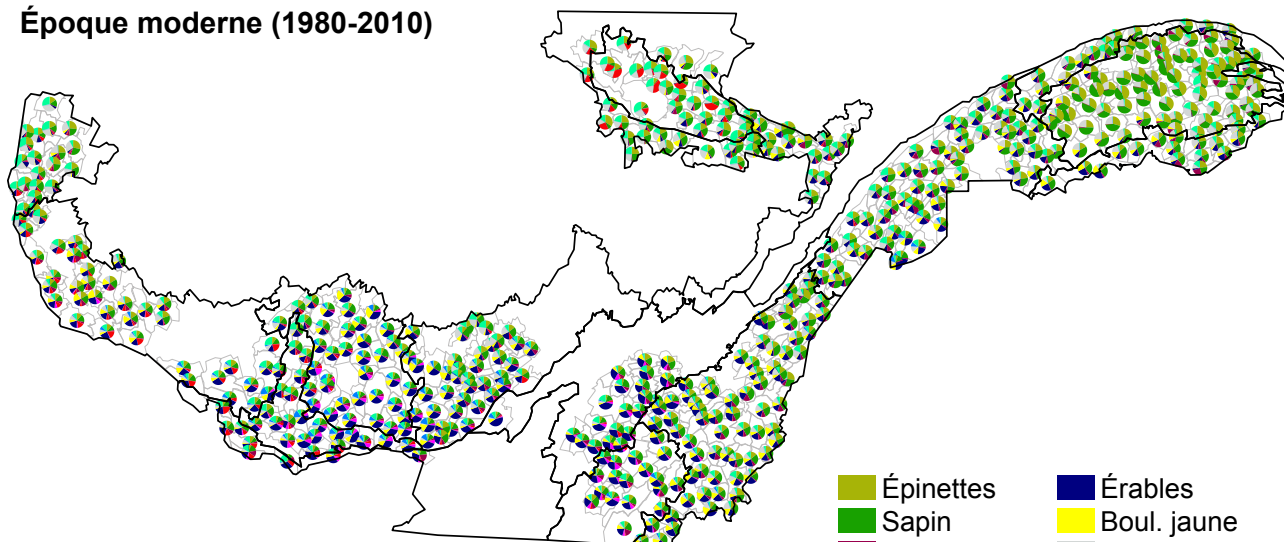 Époque moderne (1980-2010)
Épinettes
Érables
Sapin
Boul. jaune